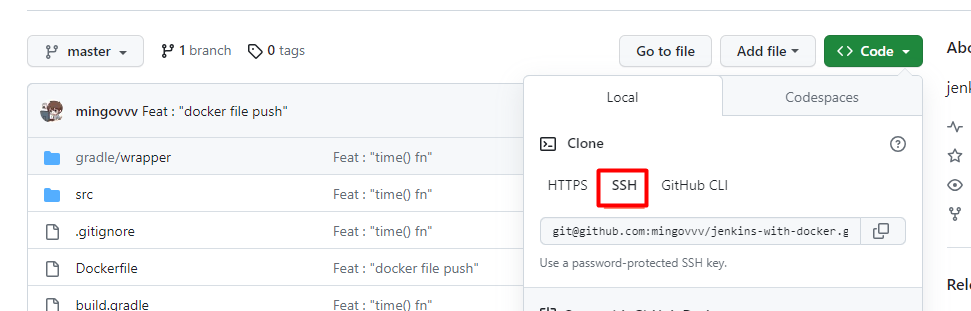 master 1 branch 0 tags Go to file Add file Code
mingovvv Feat : "docker file push"
gradle/wrapper Feat : "time() fn"
src Feat : "time() fn"
.gitignore Feat : "time() fn"
Dockerfile Feat : "docker file push"
build.gradle Feat : "time() fn"
Local Codespaces
Clone
HTTPS SSH GitHub CLI
git@github.com:mingovvv/jenkins-with-docker.g
Use a password-protected SSH key.
Abo
jenk
Rele